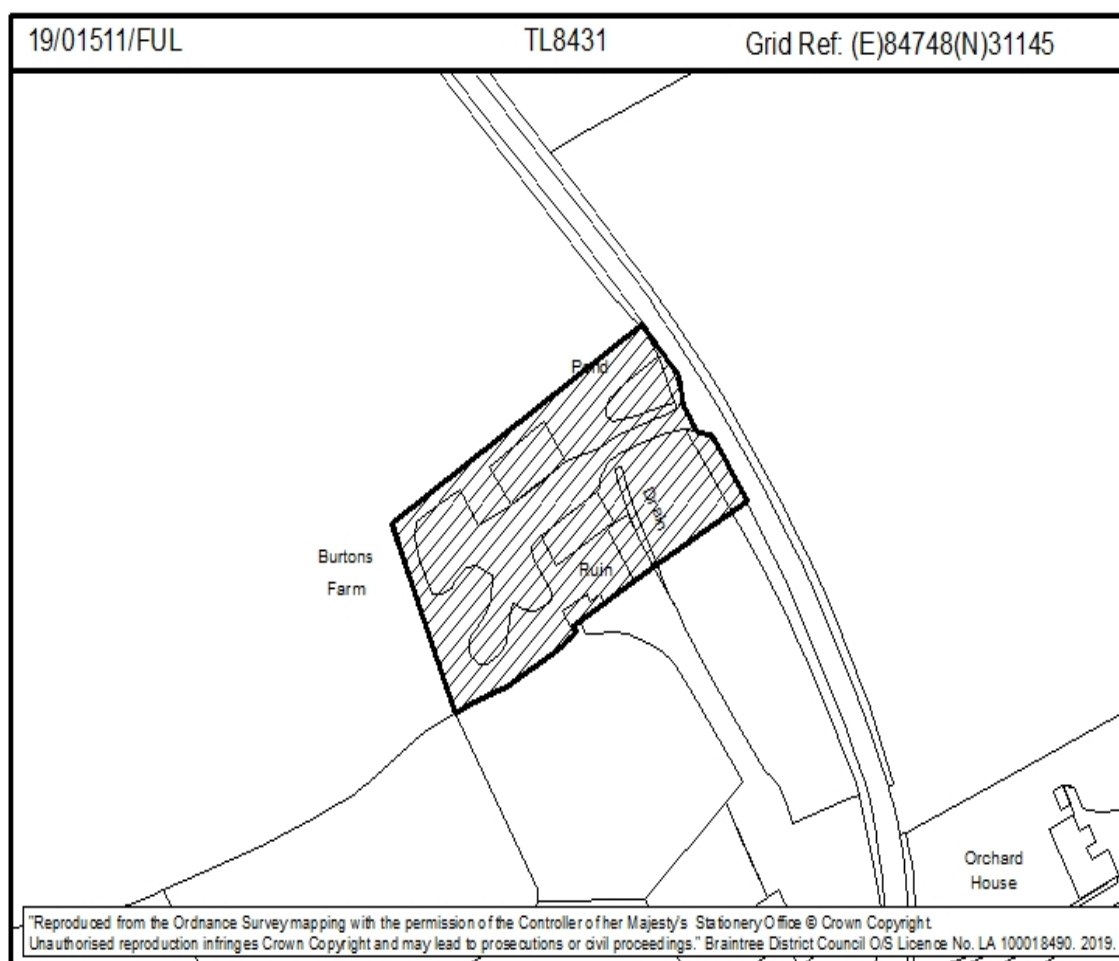 19/01511/FUL TL8431 Grid Ref: (E)84748(N)31145
Pond
Drain
Burtons
Farm
Ruin
Orchard
House
"Reproduced from the Ordnance Survey mapping with the permission of the Controller of her Majesty's Stationery Office © Crown Copyright.
Unauthorised reproduction infringes Crown Copyright and may lead to prosecutions or civil proceedings." Braintree District Council O/S Licence No. LA 100018490. 2019.